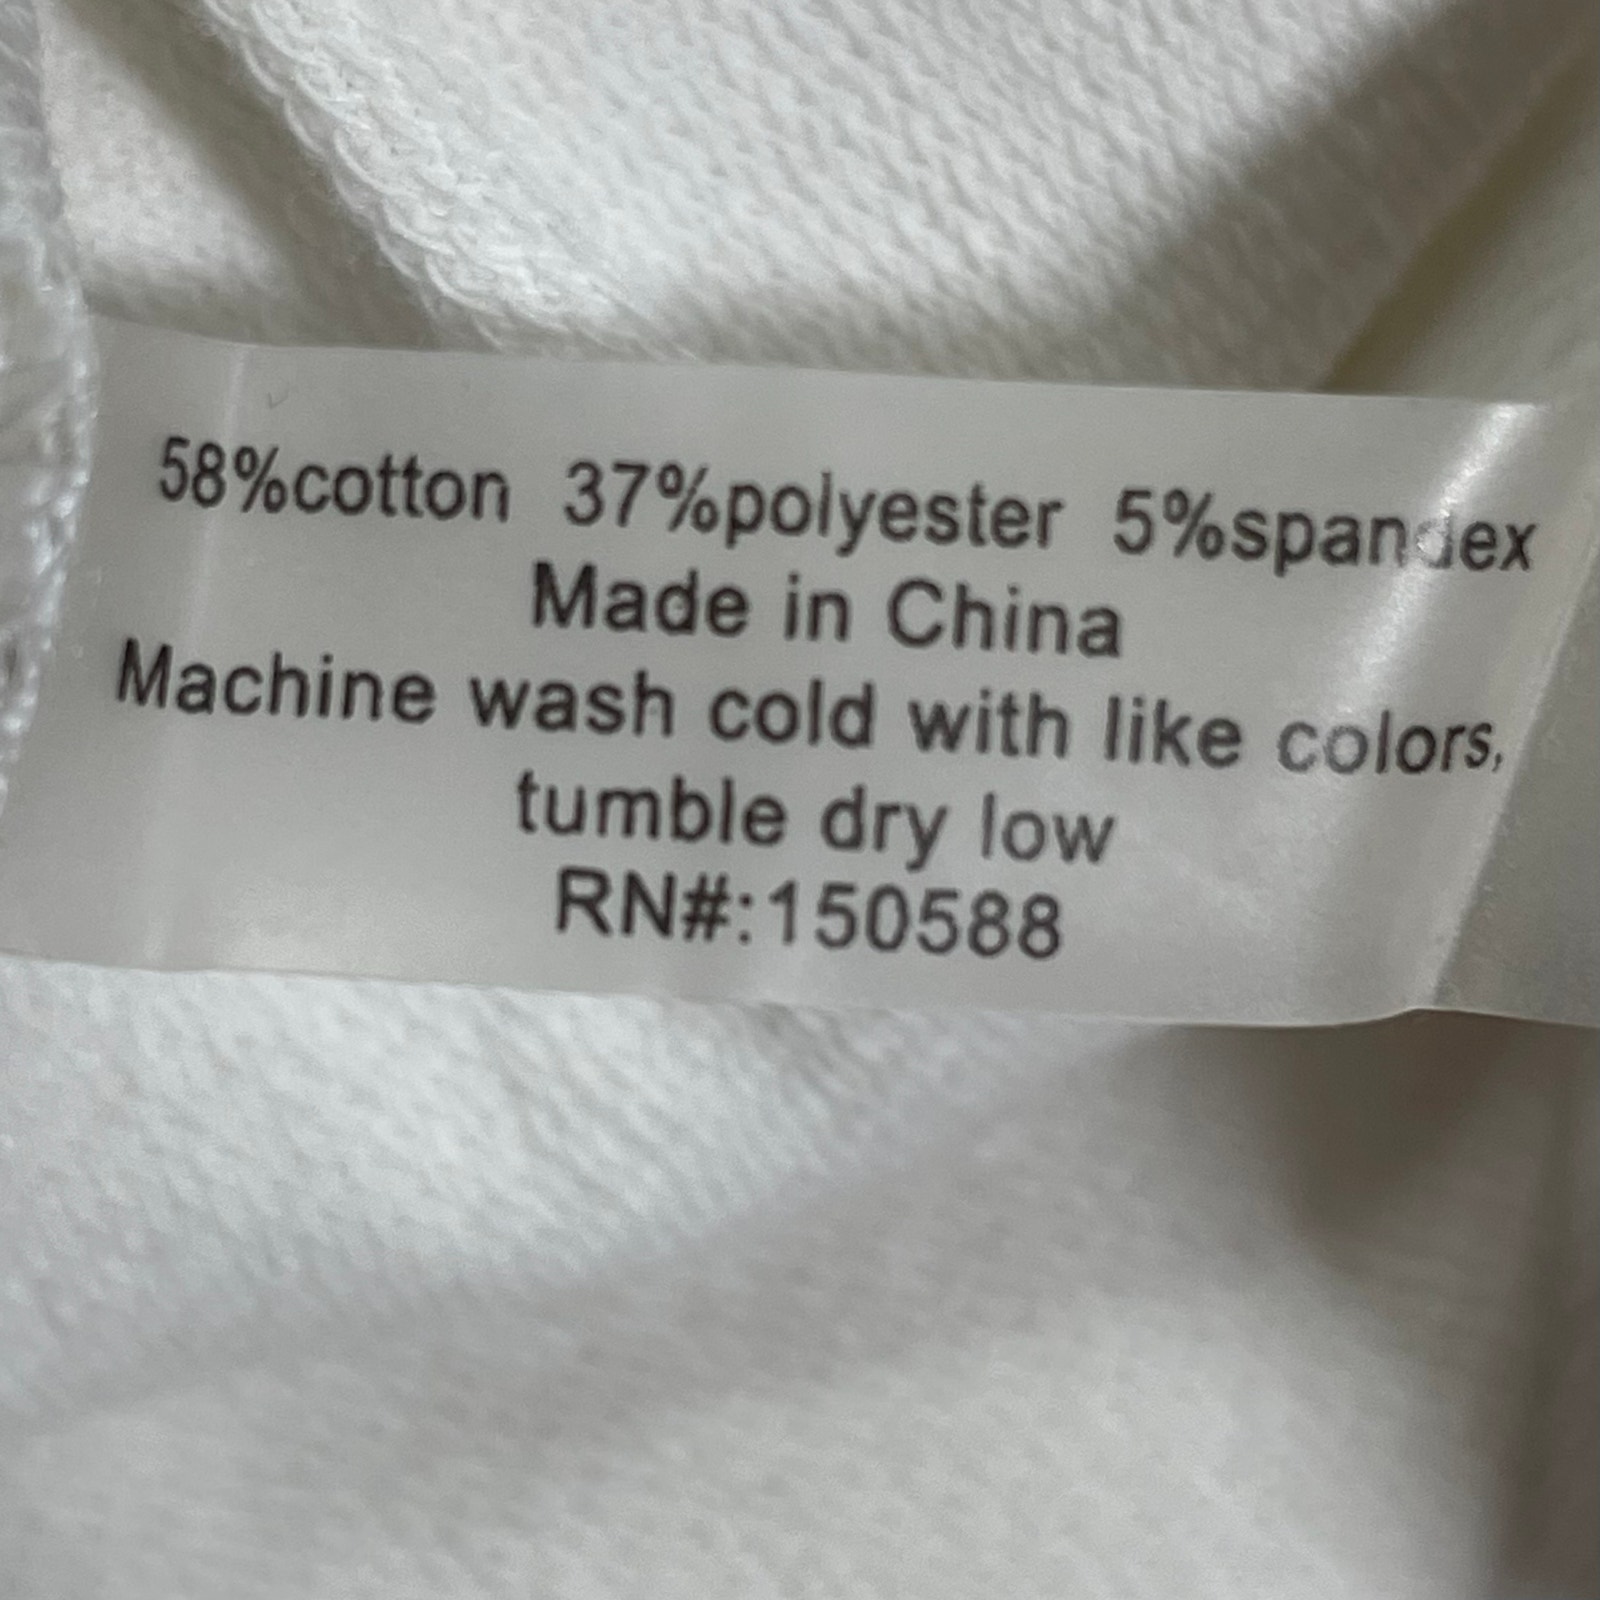 58%cotton 37%polyester 5%spandex
Made in China
Machine wash cold with like colors,
tumble dry low
RN#:150588